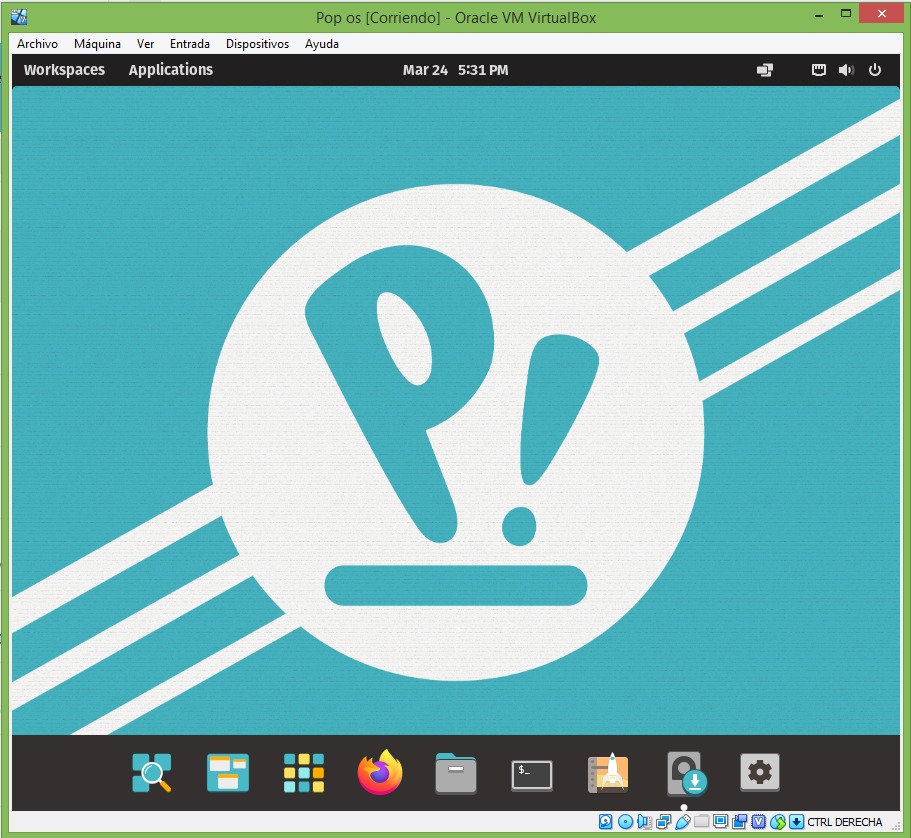 Pop os [Corriendo] - Oracle VM VirtualBox
Archivo Máquina Ver Entrada Dispositivos Ayuda
Workspaces Applications Mar 24 5:31 PM
P!
$_
CTRL DERECHA